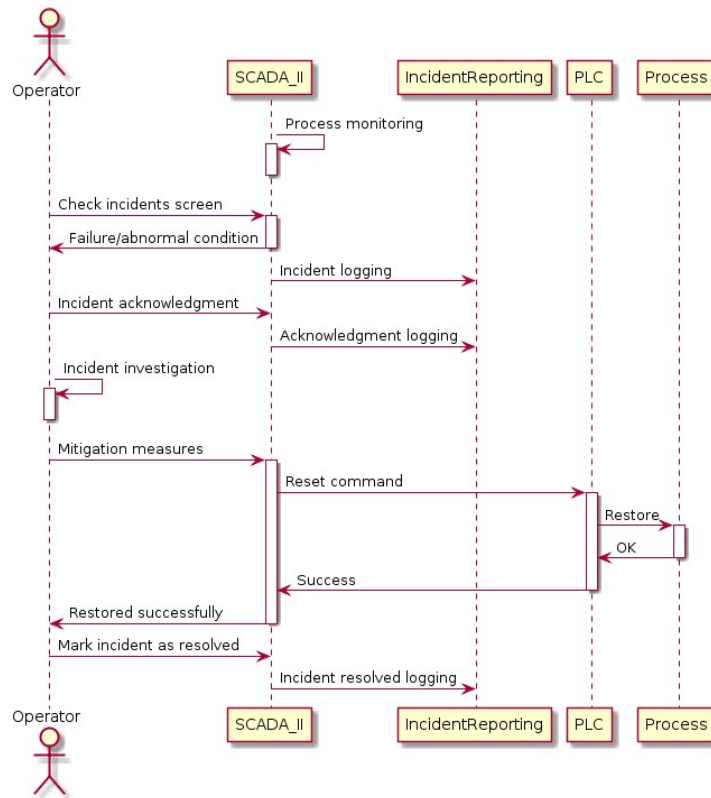 Operator
SCADA_II
IncidentReporting
PLC
Process
Process monitoring
Check incidents screen
Failure/abnormal condition
Incident logging
Incident acknowledgment
Acknowledgment logging
Incident investigation
Mitigation measures
Reset command
Restore
OK
Success
Restored successfully
Mark incident as resolved
Incident resolved logging
Operator
SCADA_II
IncidentReporting
PLC
Process